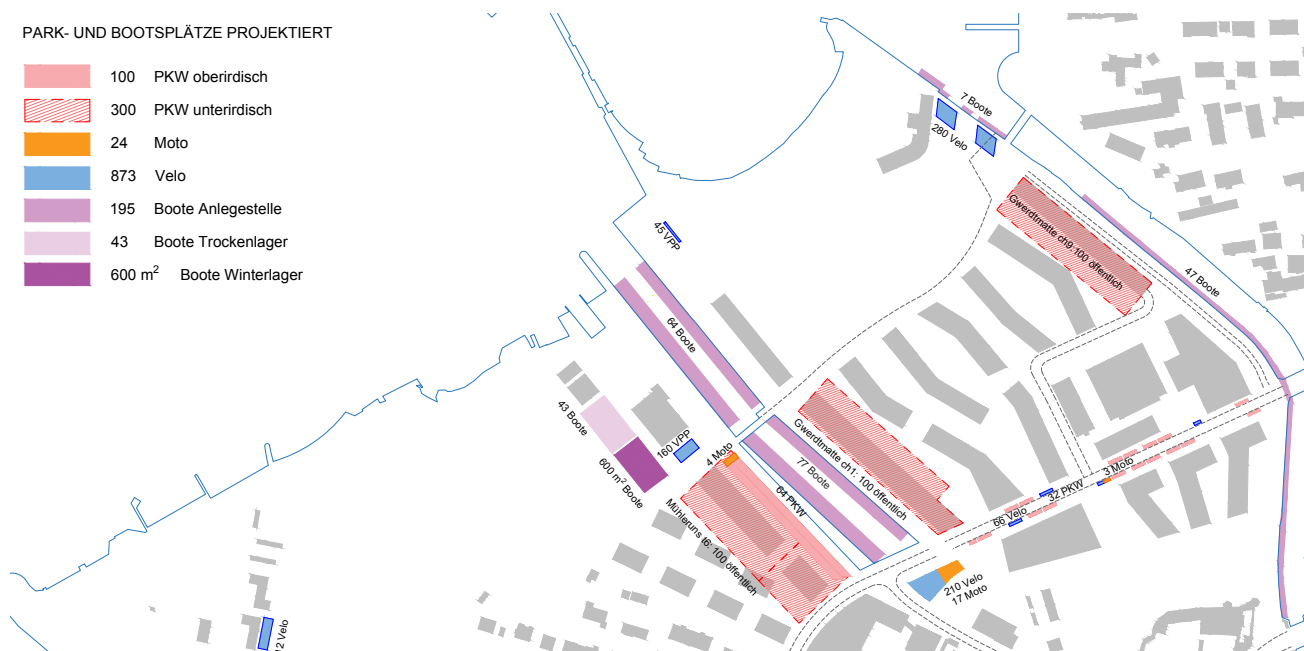 PARK- UND BOOTSPLÄTZE PROJEKTIERT
100 PKW oberirdisch
300 PKW unterirdisch
24 Moto
873 Velo
195 Boote Anlegestelle
43 Boote Trockenlager
600 m² Boote Winterlager
7 Boote
280 Velo
Gwerdtmatte ch9:100 öffentlich
47 Boote
45 VPP
64 Boote
43 Boote
600 m² Boote
160 VPP
4 Moto
77 Boote
64 PKW
Gwerdtmatte ch1: 100 öffentlich
Mühleruns t6: 100 öffentlich
3 Moto
32 PKW
66 Velo
210 Velo
17 Moto
Velo